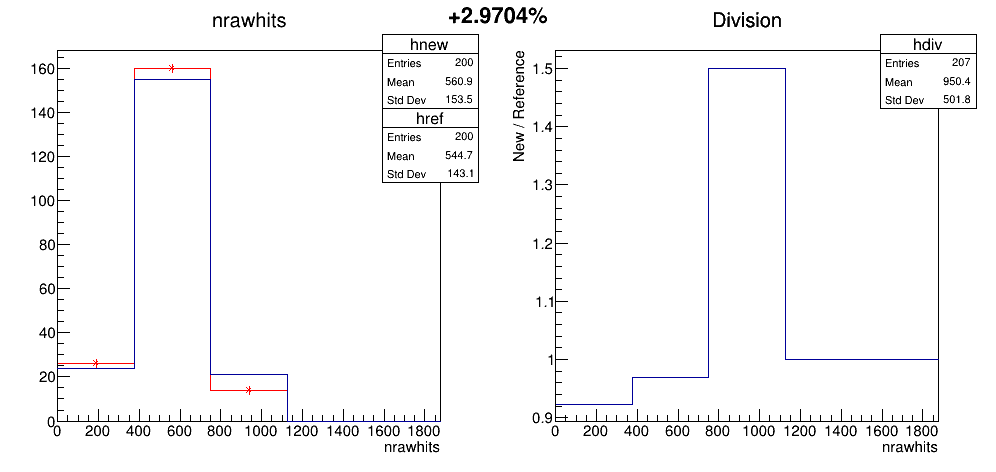 +2.9704%
nrawhits
hnew
Entries 200
Mean 560.9
Std Dev 153.5
href
Entries 200
Mean 544.7
Std Dev 143.1
160
140
120
100
80
60
40
20
0
0 200 400 600 800 1000 1200 1400 1600 1800
nrawhits
Division
hdiv
Entries 207
Mean 950.4
Std Dev 501.8
New / Reference
1.5
1.4
1.3
1.2
1.1
1
0.9
0 200 400 600 800 1000 1200 1400 1600 1800
nrawhits